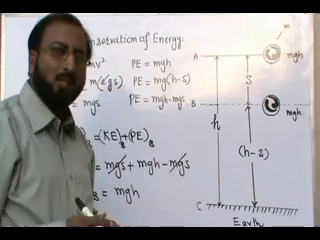 nservation of Energy:
mv² PE = mgh
m(2gs) PE = mg(h-s)
= mgs PE = mgh-mgs
)B = (KE)B + (PE)B
= mgs + mgh - mgs
B = mgh
m
A mgh
S
B mgh
h
(h-s)
C
Earth